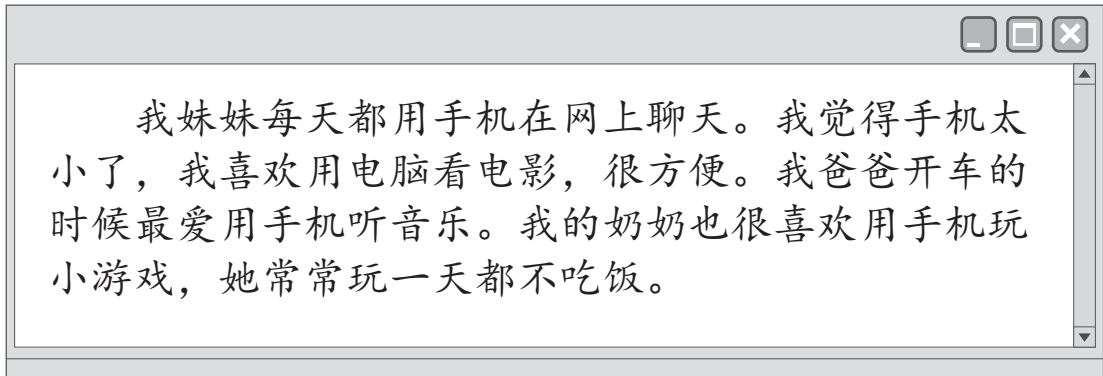 我妹妹每天都用手机在网上聊天。我觉得手机太
小了，我喜欢用电脑看电影，很方便。我爸爸开车的
时候最爱用手机听音乐。我的奶奶也很喜欢用手机玩
小游戏，她常常玩一天都不吃饭。